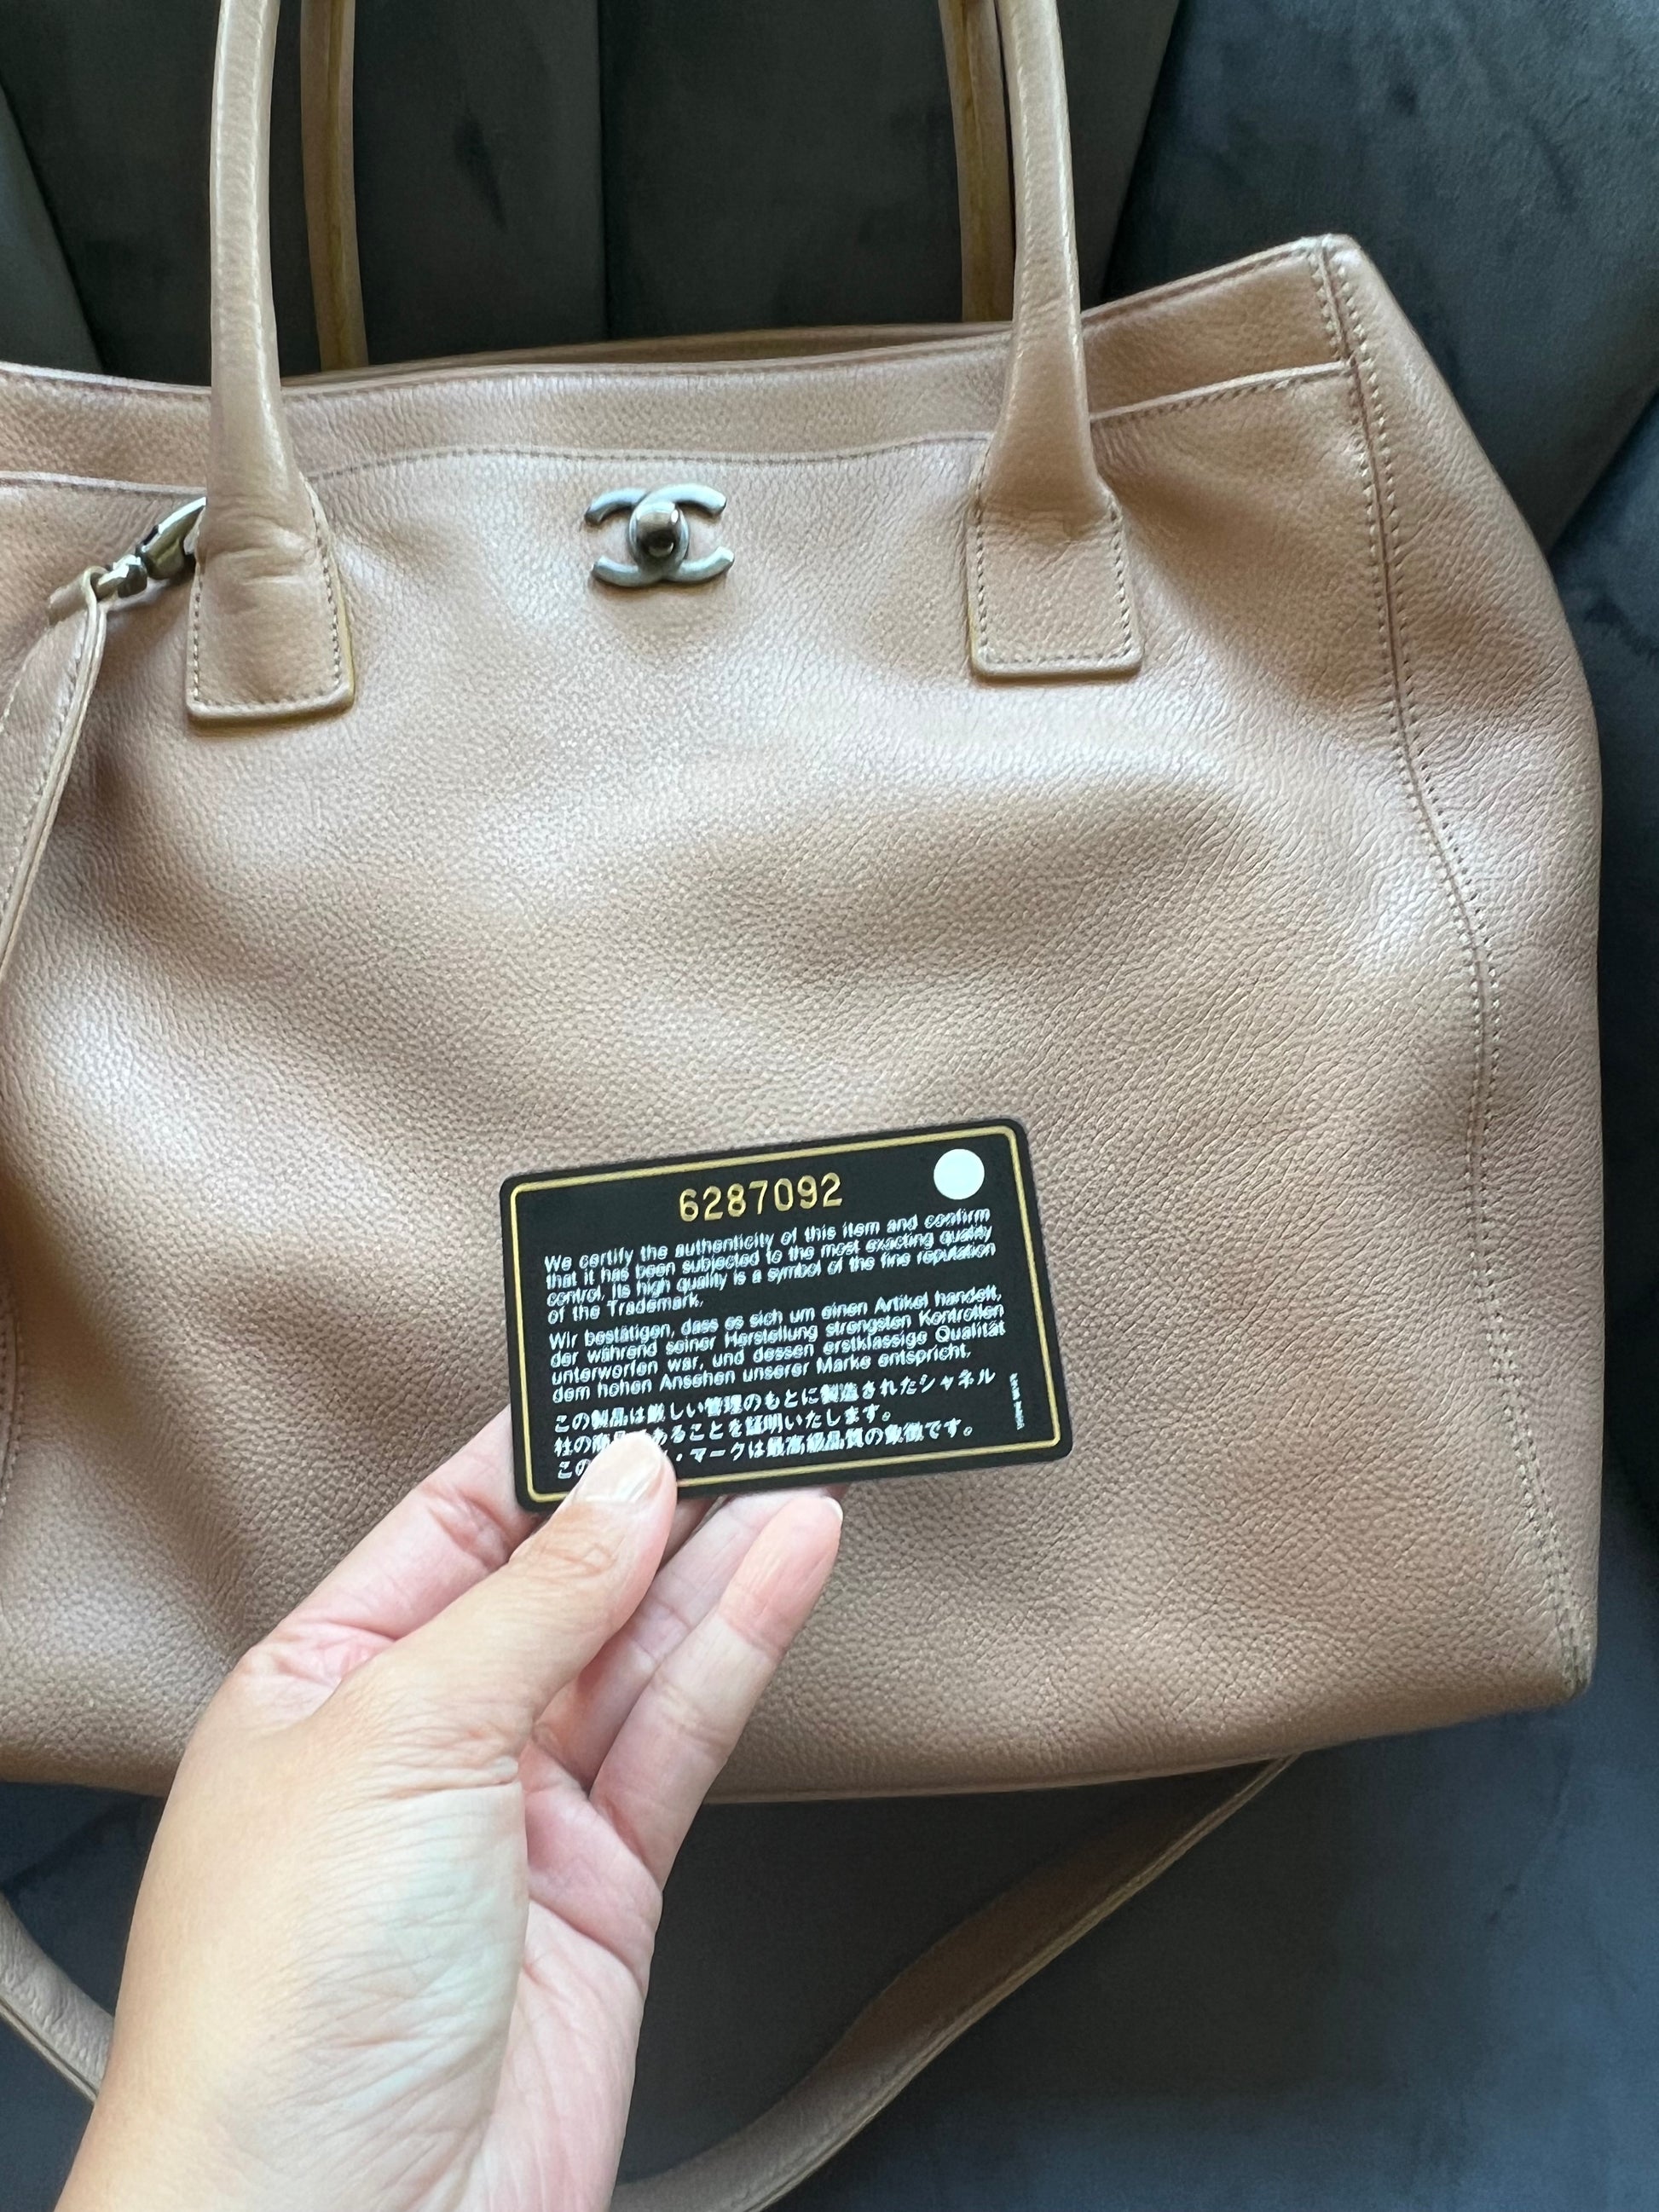 6287092
We certify the authenticity of this item and confirm
that it has been subjected to the most exacting quality
control. Its high quality is a symbol of the fine reputation
of the Trademark.
Wir bestätigen, dass es sich um einen Artikel handelt,
der während seiner Herstellung strengsten Kontrollen
unterworfen war, und dessen erstklassige Qualität
dem hohen Ansehen unserer Marke entspricht.
この製品は厳しい管理のもとに製造されたシャネル
社の商品であることを証明いたします。
この ・マークは最高級品質の象徴です。